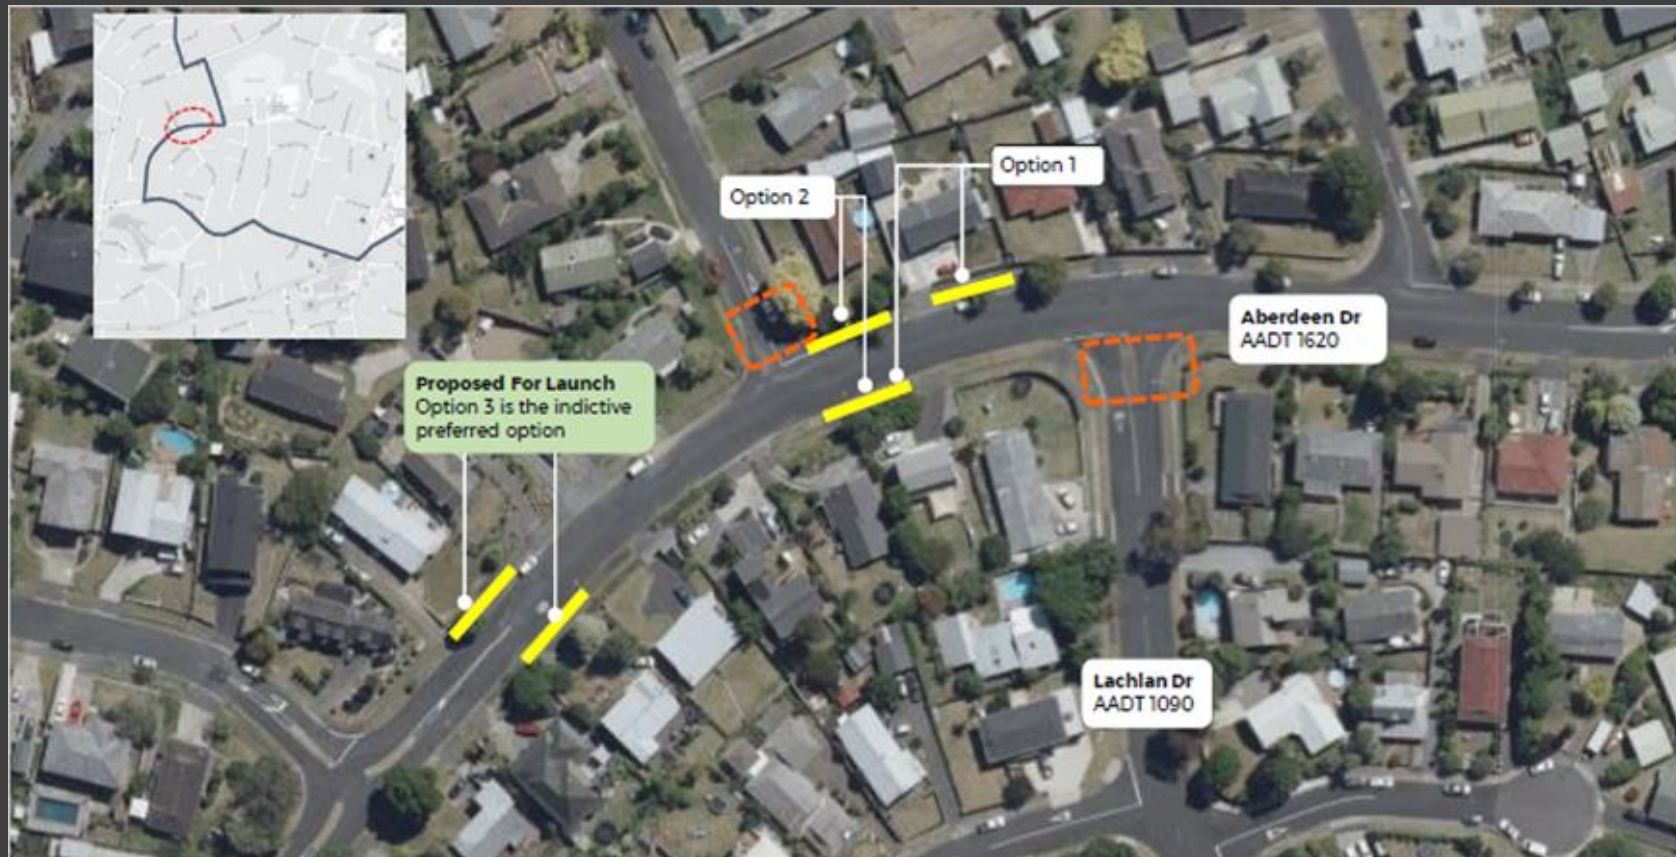 Option 1
Option 2
Aberdeen Dr
AADT 1620
Proposed For Launch
Option 3 is the indictive
preferred option
Lachlan Dr
AADT 1090